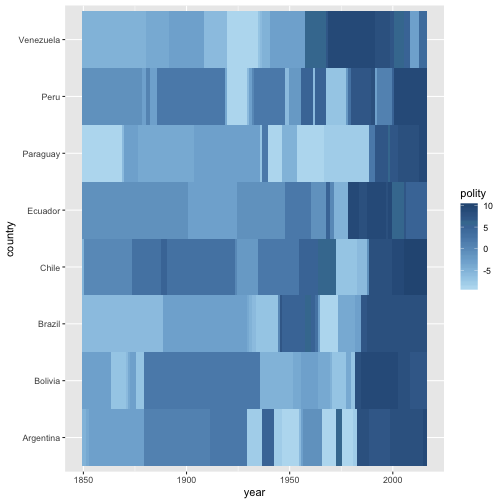 Venezuela
Peru
Paraguay
Ecuador
Chile
Brazil
Bolivia
Argentina
country
1850
1900
1950
2000
year
polity
10
5
0
-5